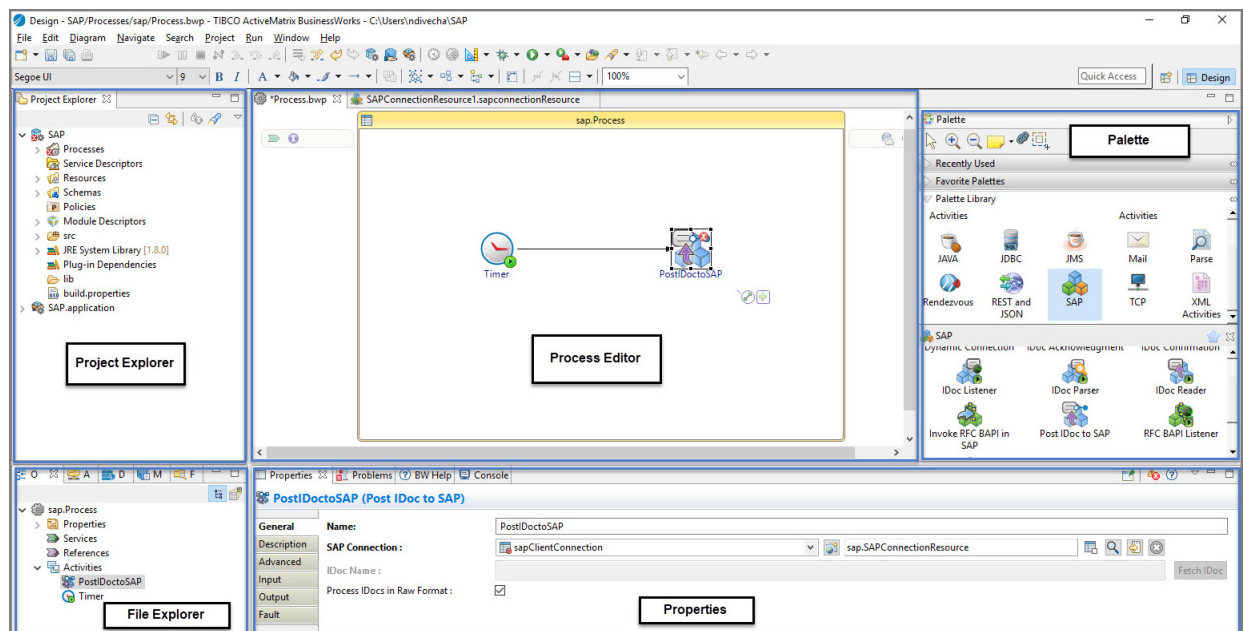 Design - SAP/Processes/sap/Process.bwp - TIBCO ActiveMatrix BusinessWorks - C:\Users\ndivecha\SAP
File Edit Diagram Navigate Search Project Run Window Help
Segoe UI 9 B I A 100% Quick Access Design
Project Explorer
SAP
Processes
Service Descriptors
Resources
Schemas
Policies
Module Descriptors
src
JRE System Library [1.8.0]
Plug-in Dependencies
lib
build.properties
SAP.application
Project Explorer
*Process.bwp SAPConnectionResource1.sapconnectionResource
sap.Process
Timer
PostIDoctoSAP
Process Editor
Palette
Palette
Recently Used
Favorite Palettes
Palette Library
Activities Activities
JAVA JDBC JMS Mail Parse
Rendezvous REST and JSON SAP TCP XML Activities
SAP
Dynamic Connection IDoc Acknowledgment IDoc Confirmation
IDoc Listener IDoc Parser IDoc Reader
Invoke RFC BAPI in SAP Post IDoc to SAP RFC BAPI Listener
O A D M F
sap.Process
Properties
Services
References
Activities
PostIDoctoSAP
Timer
File Explorer
Properties Problems BW Help Console
PostIDoctoSAP (Post IDoc to SAP)
General
Description
Advanced
Input
Output
Fault
Name: PostIDoctoSAP
SAP Connection : sapClientConnection sap.SAPConnectionResource
IDoc Name : Fetch IDoc
Process IDocs in Raw Format :
Properties